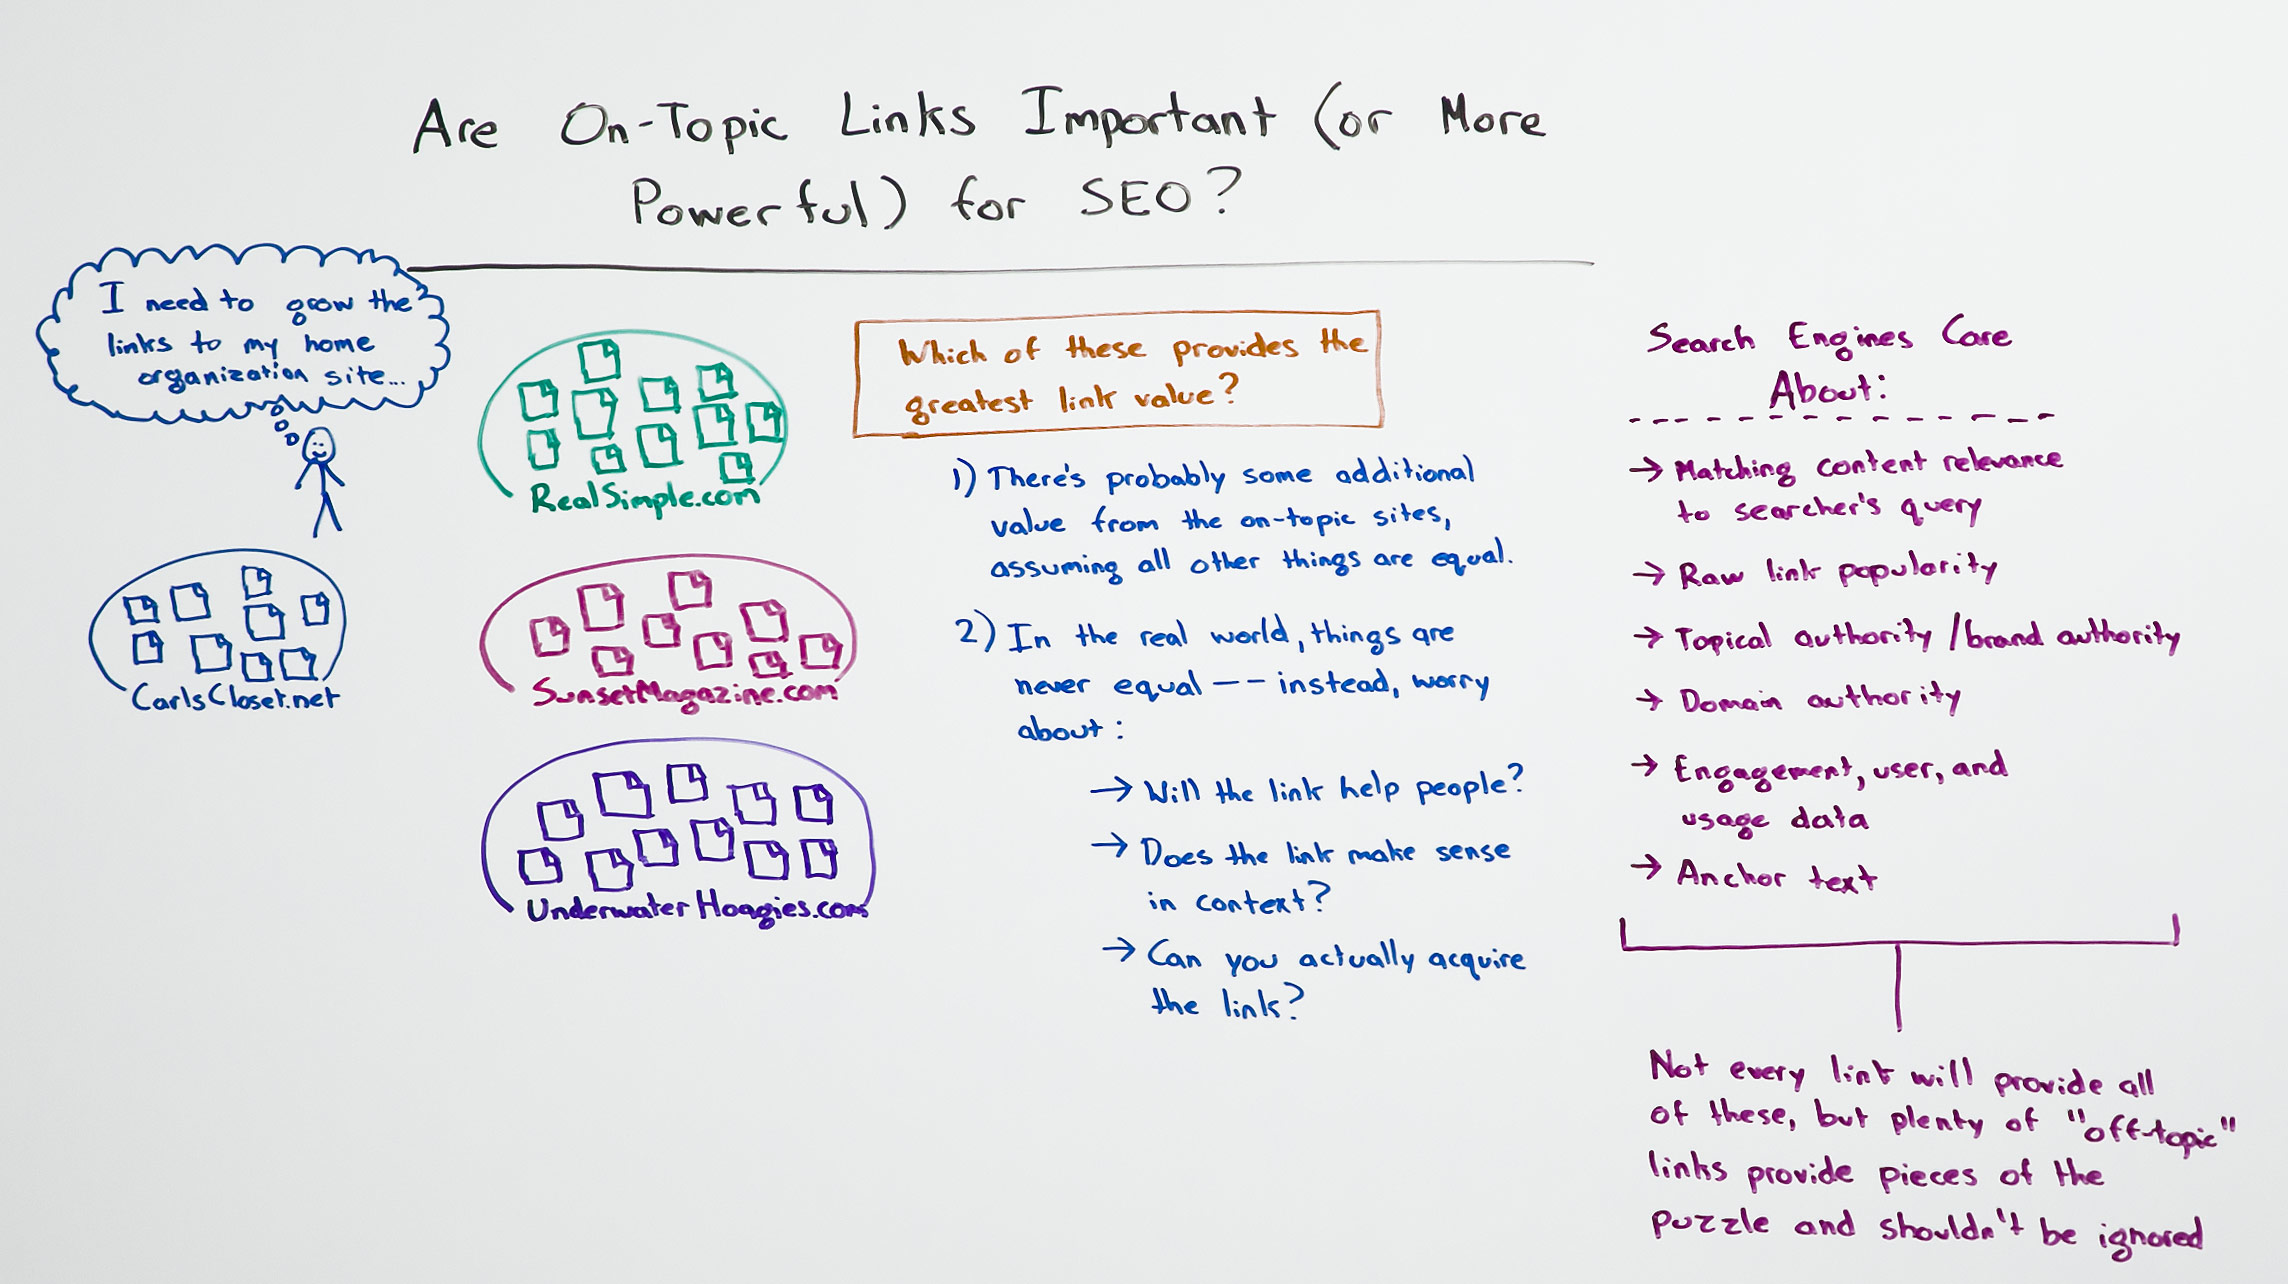 Are On-Topic Links Important (or More
Powerful) for SEO?
I need to grow the
links to my home
organization site...
CarlsCloset.net
RealSimple.com
SunsetMagazine.com
UnderwaterHoagies.com
Which of these provides the
greatest link value?
1) There's probably some additional
value from the on-topic sites,
assuming all other things are equal.
2) In the real world, things are
never equal -- instead, worry
about:
→ Will the link help people?
→ Does the link make sense
in context?
→ Can you actually acquire
the link?
Search Engines Care
About:
→ Matching content relevance
to searcher's query
→ Raw link popularity
→ Topical authority/brand authority
→ Domain authority
→ Engagement, user, and
usage data
→ Anchor text
Not every link will provide all
of these, but plenty of "off-topic"
links provide pieces of the
puzzle and shouldn't be ignored